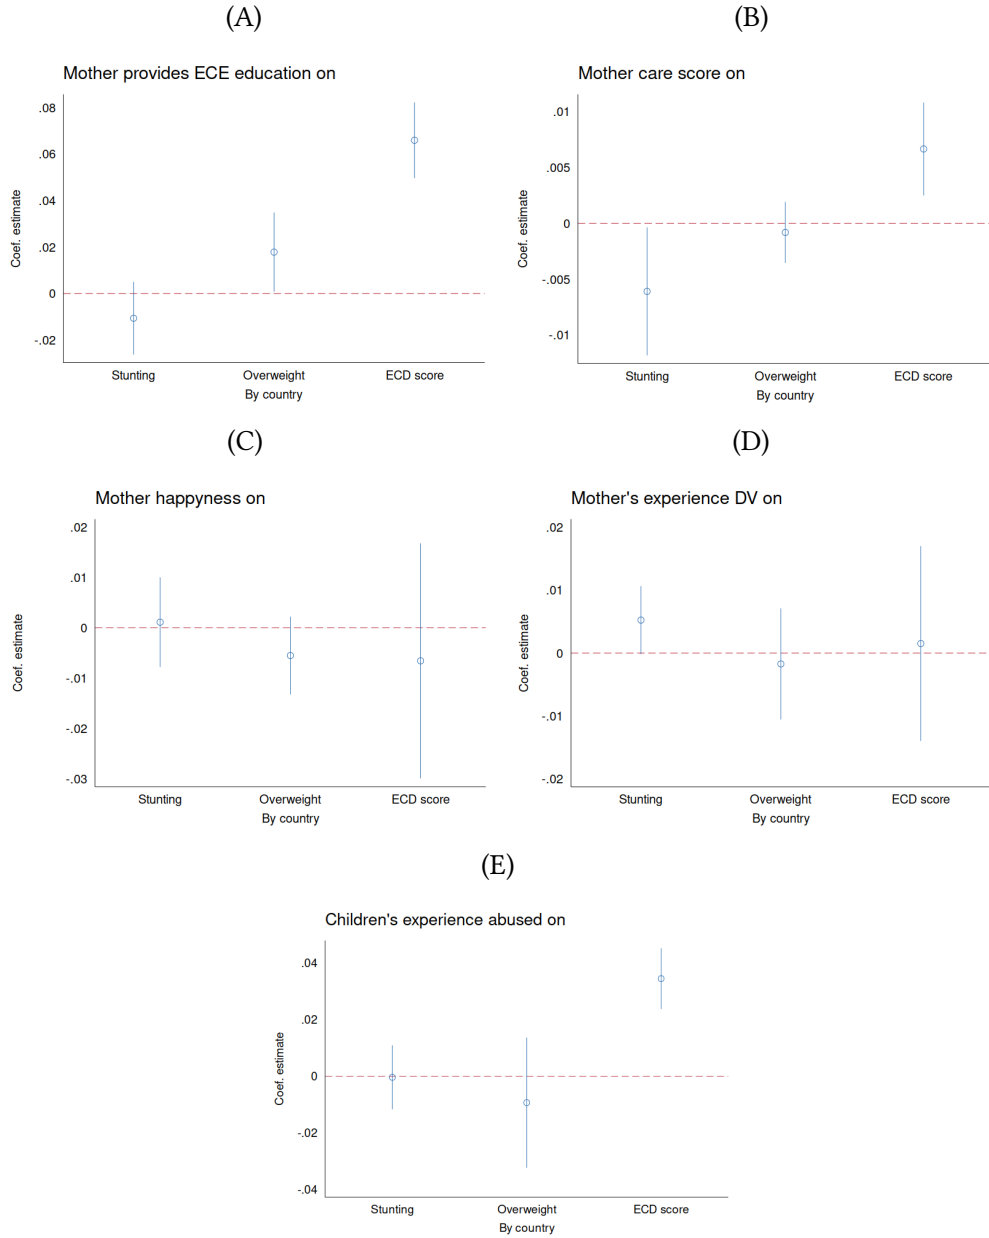 (A)
Mother provides ECE education on
.08
.06
.04
.02
0
-.02
Coef. estimate
Stunting Overweight ECD score
By country
(B)
Mother care score on
.01
.005
0
-.005
-.01
Coef. estimate
Stunting Overweight ECD score
By country
(C)
Mother happyness on
.02
.01
0
-.01
-.02
-.03
Coef. estimate
Stunting Overweight ECD score
By country
(D)
Mother's experience DV on
.02
.01
0
-.01
-.02
Coef. estimate
Stunting Overweight ECD score
By country
(E)
Children's experience abused on
.04
.02
0
-.02
-.04
Coef. estimate
Stunting Overweight ECD score
By country